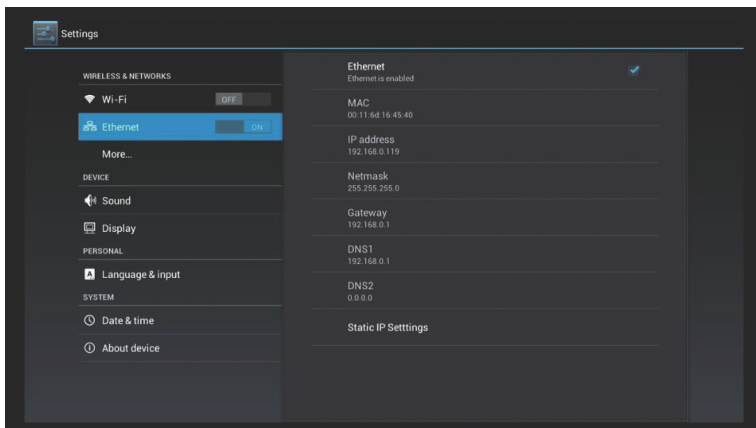 Settings
WIRELESS & NETWORKS
Wi-Fi OFF
Ethernet ON
More...
DEVICE
Sound
Display
PERSONAL
A Language & input
SYSTEM
Date & time
About device
Ethernet
Ethernet is enabled
MAC
00:11:6d:16:45:40
IP address
192.168.0.119
Netmask
255.255.255.0
Gateway
192.168.0.1
DNS1
192.168.0.1
DNS2
0.0.0.0
Static IP Setttings